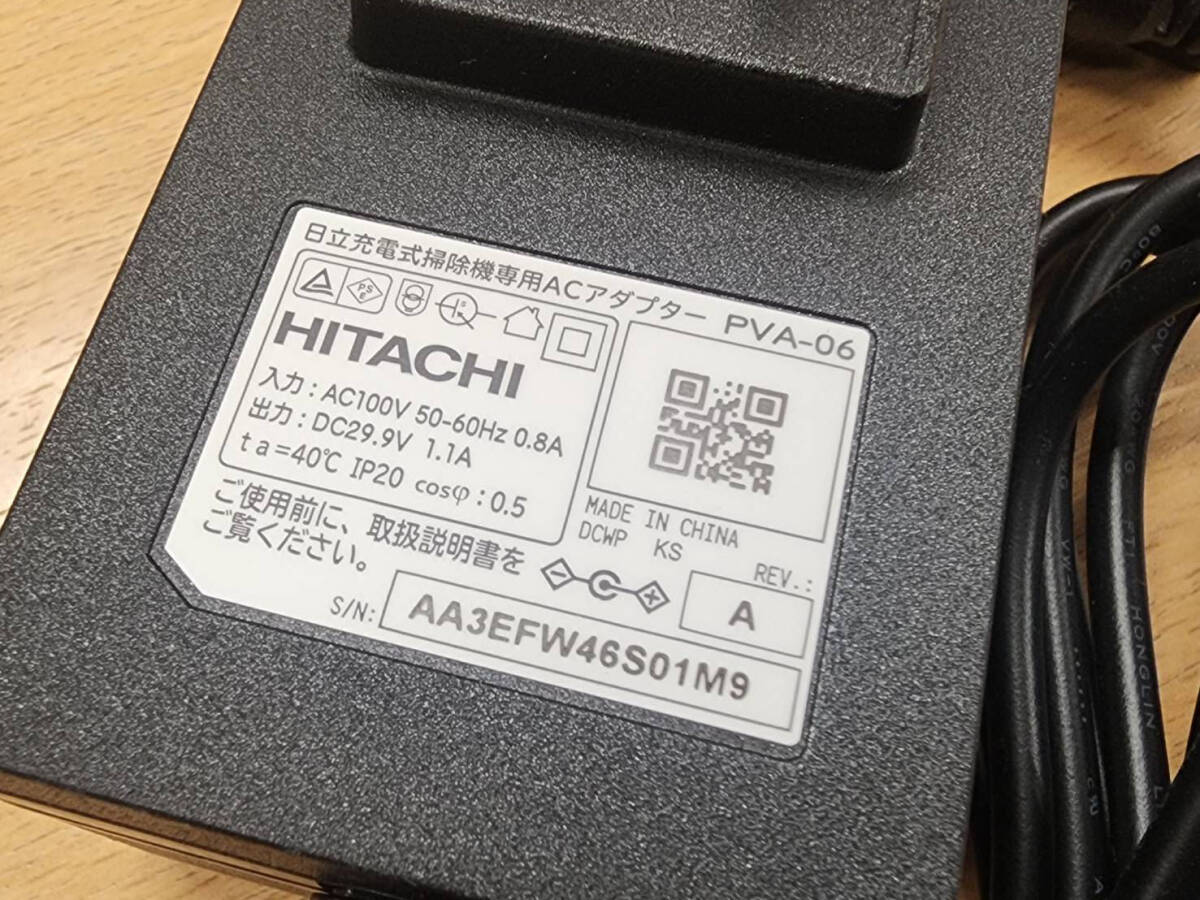 日立充電式掃除機専用ACアダプター PVA-06
PS
E
HITACHI
入力：AC100V 50-60Hz 0.8A
出力：DC29.9V 1.1A
ta=40℃ IP20 cosφ：0.5
MADE IN CHINA
DCWP KS
ご使用前に、取扱説明書を
ご覧ください。
REV.:
A
S/N:
AA3EFW46S01M9
HONGLIN